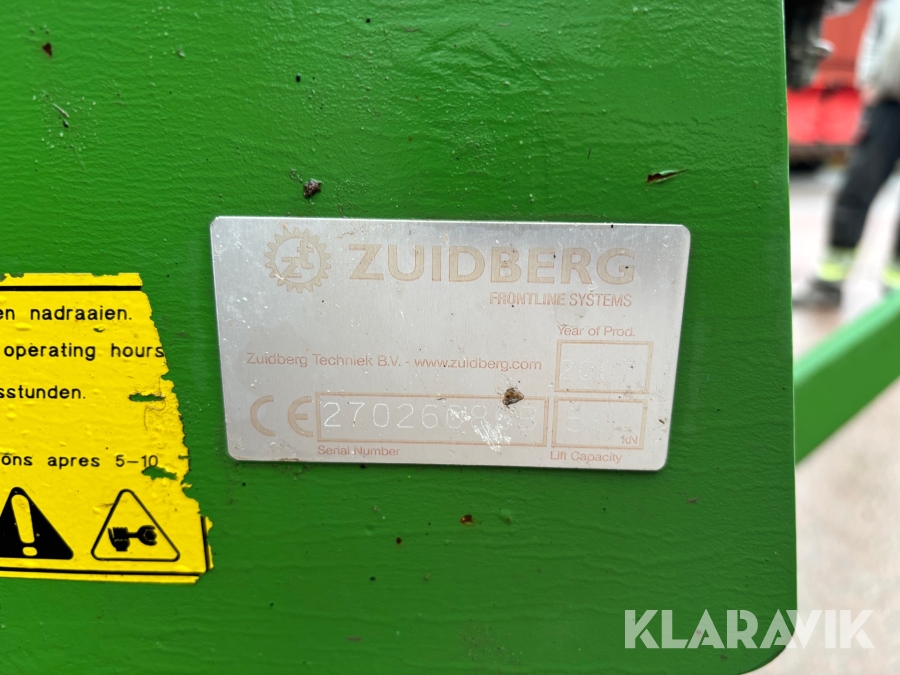 ZUIDBERG
FRONTLINE SYSTEMS
Year of Prod.
Zuidberg Techniek B.V. - www.zuidberg.com
CE
Serial Number
kN
Lift Capacity
en nadraaien.
operating hours
sstunden.
ons apres 5-10
KLARAVIK